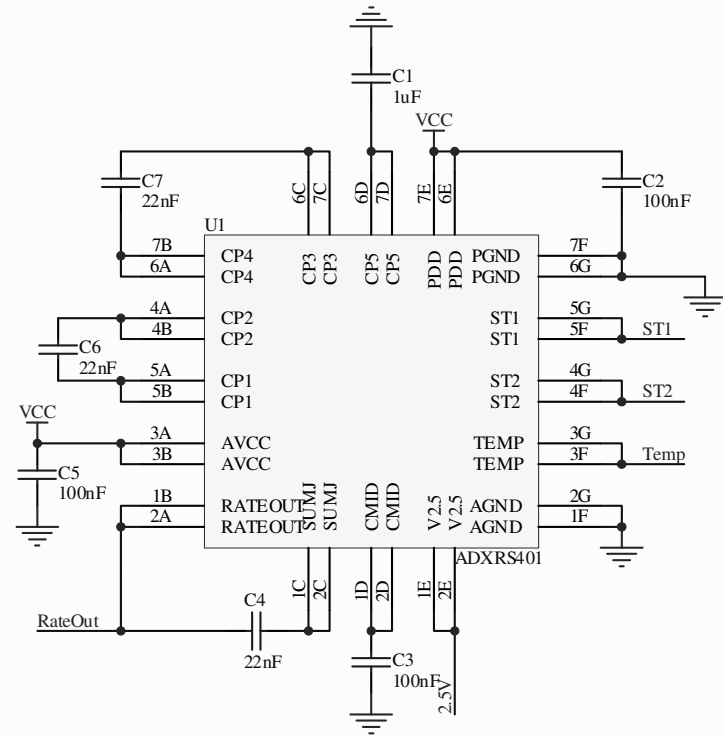 C1
1uF
VCC
C7
22nF
6C
7C
6D
7D
7E
6E
C2
100nF
U1
7B
CP4
6A
CP4
CP3
CP3
CP5
CP5
PDD
PDD
PGND
7F
PGND
6G
4A
CP2
4B
CP2
ST1
5G
ST1
5F
ST1
C6
22nF
5A
CP1
5B
CP1
ST2
4G
ST2
4F
ST2
VCC
3A
AVCC
3B
AVCC
TEMP
3G
TEMP
3F
Temp
C5
100nF
1B
RATEOUT
2A
RATEOUT
SUMJ
SUMJ
CMID
CMID
V2.5
V2.5
AGND
2G
AGND
1F
ADXRS401
1C
2C
1D
2D
1E
2E
RateOut
C4
22nF
C3
100nF
2.5V